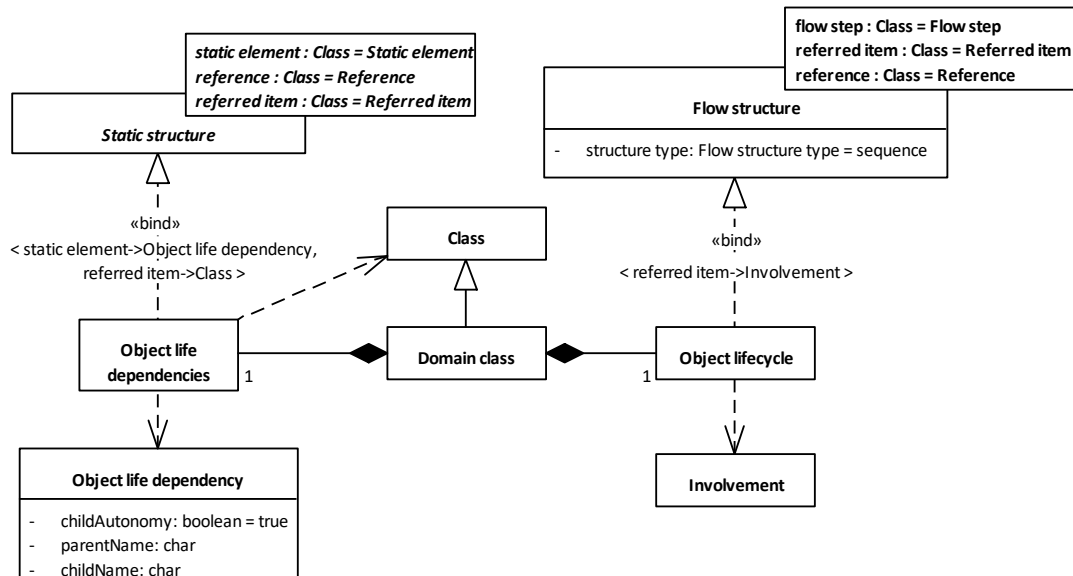 static element : Class = Static element
reference : Class = Reference
referred item : Class = Referred item
Static structure
flow step : Class = Flow step
referred item : Class = Referred item
reference : Class = Reference
Flow structure
- structure type: Flow structure type = sequence
«bind»
< static element->Object life dependency,
referred item->Class >
Class
«bind»
< referred item->Involvement >
Object life
dependencies
1
Domain class
1
Object lifecycle
Object life dependency
- childAutonomy: boolean = true
- parentName: char
- childName: char
Involvement